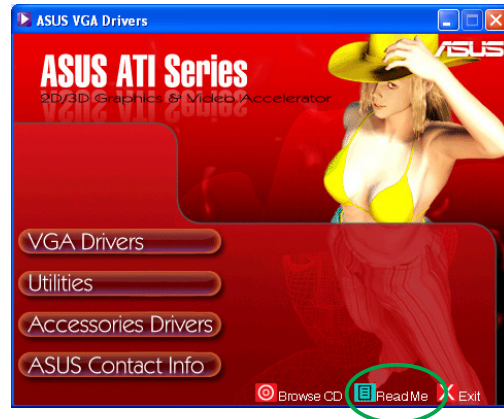 ASUS VGA Drivers
ASUS
ASUS ATI Series
2D/3D Graphics & Video Accelerator
VGA Drivers
Utilities
Accessories Drivers
ASUS Contact Info
Browse CD ReadMe Exit